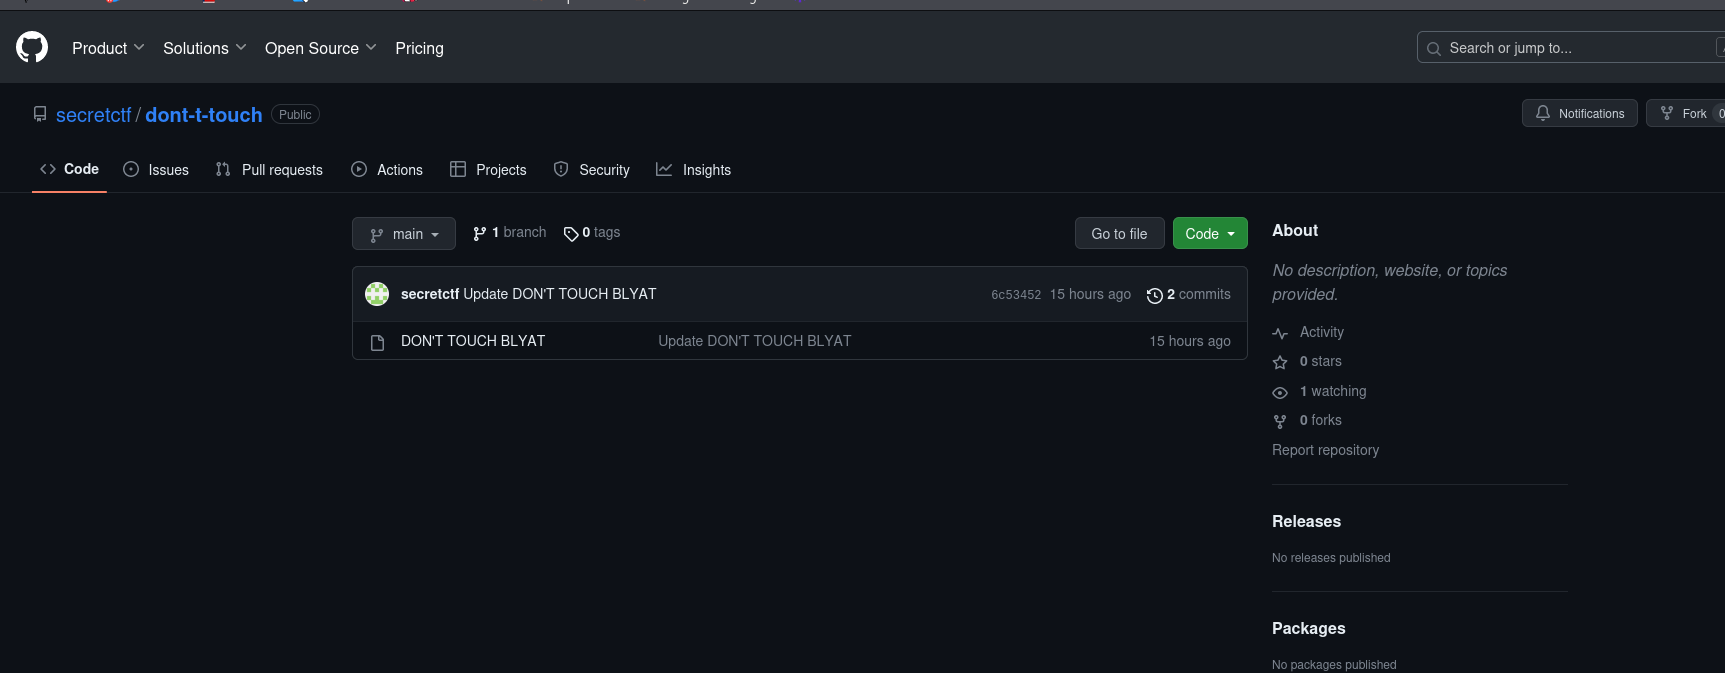 Product Solutions Open Source Pricing Search or jump to...
secretctf / dont-t-touch Public Notifications Fork 0
Code Issues Pull requests Actions Projects Security Insights
main 1 branch 0 tags Go to file Code
secretctf Update DON'T TOUCH BLYAT 6c53452 15 hours ago 2 commits
DON'T TOUCH BLYAT Update DON'T TOUCH BLYAT 15 hours ago
About
No description, website, or topics
provided.
Activity
0 stars
1 watching
0 forks
Report repository
Releases
No releases published
Packages
No packages published